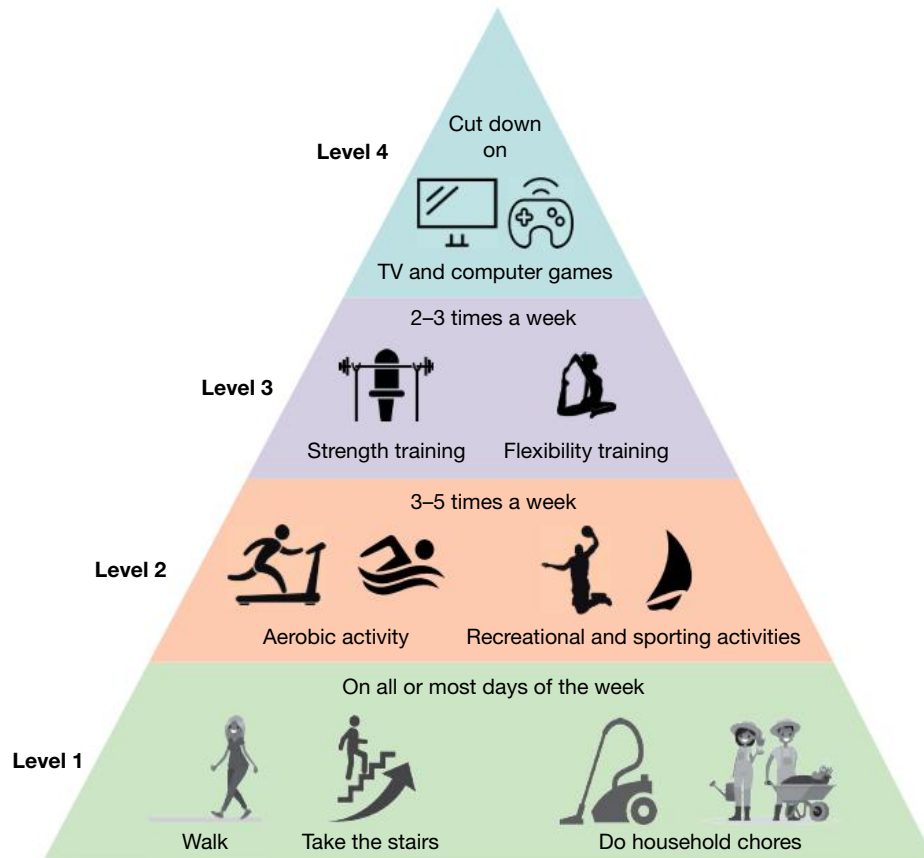 Cut down
on
Level 4
TV and computer games
2–3 times a week
Level 3
Strength training
Flexibility training
3–5 times a week
Level 2
Aerobic activity
Recreational and sporting activities
On all or most days of the week
Level 1
Walk
Take the stairs
Do household chores